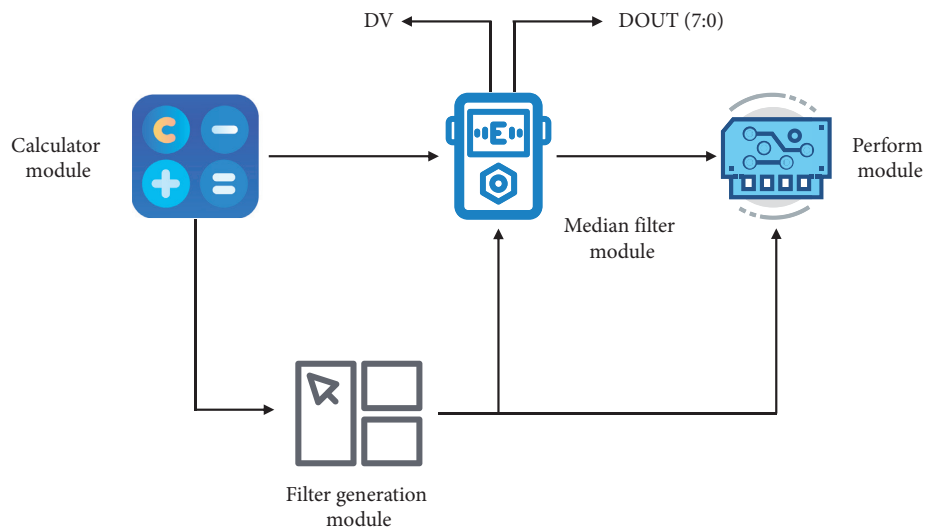 DV
DOUT (7:0)
Calculator
module
C
E
Perform
module
Median filter
module
Filter generation
module